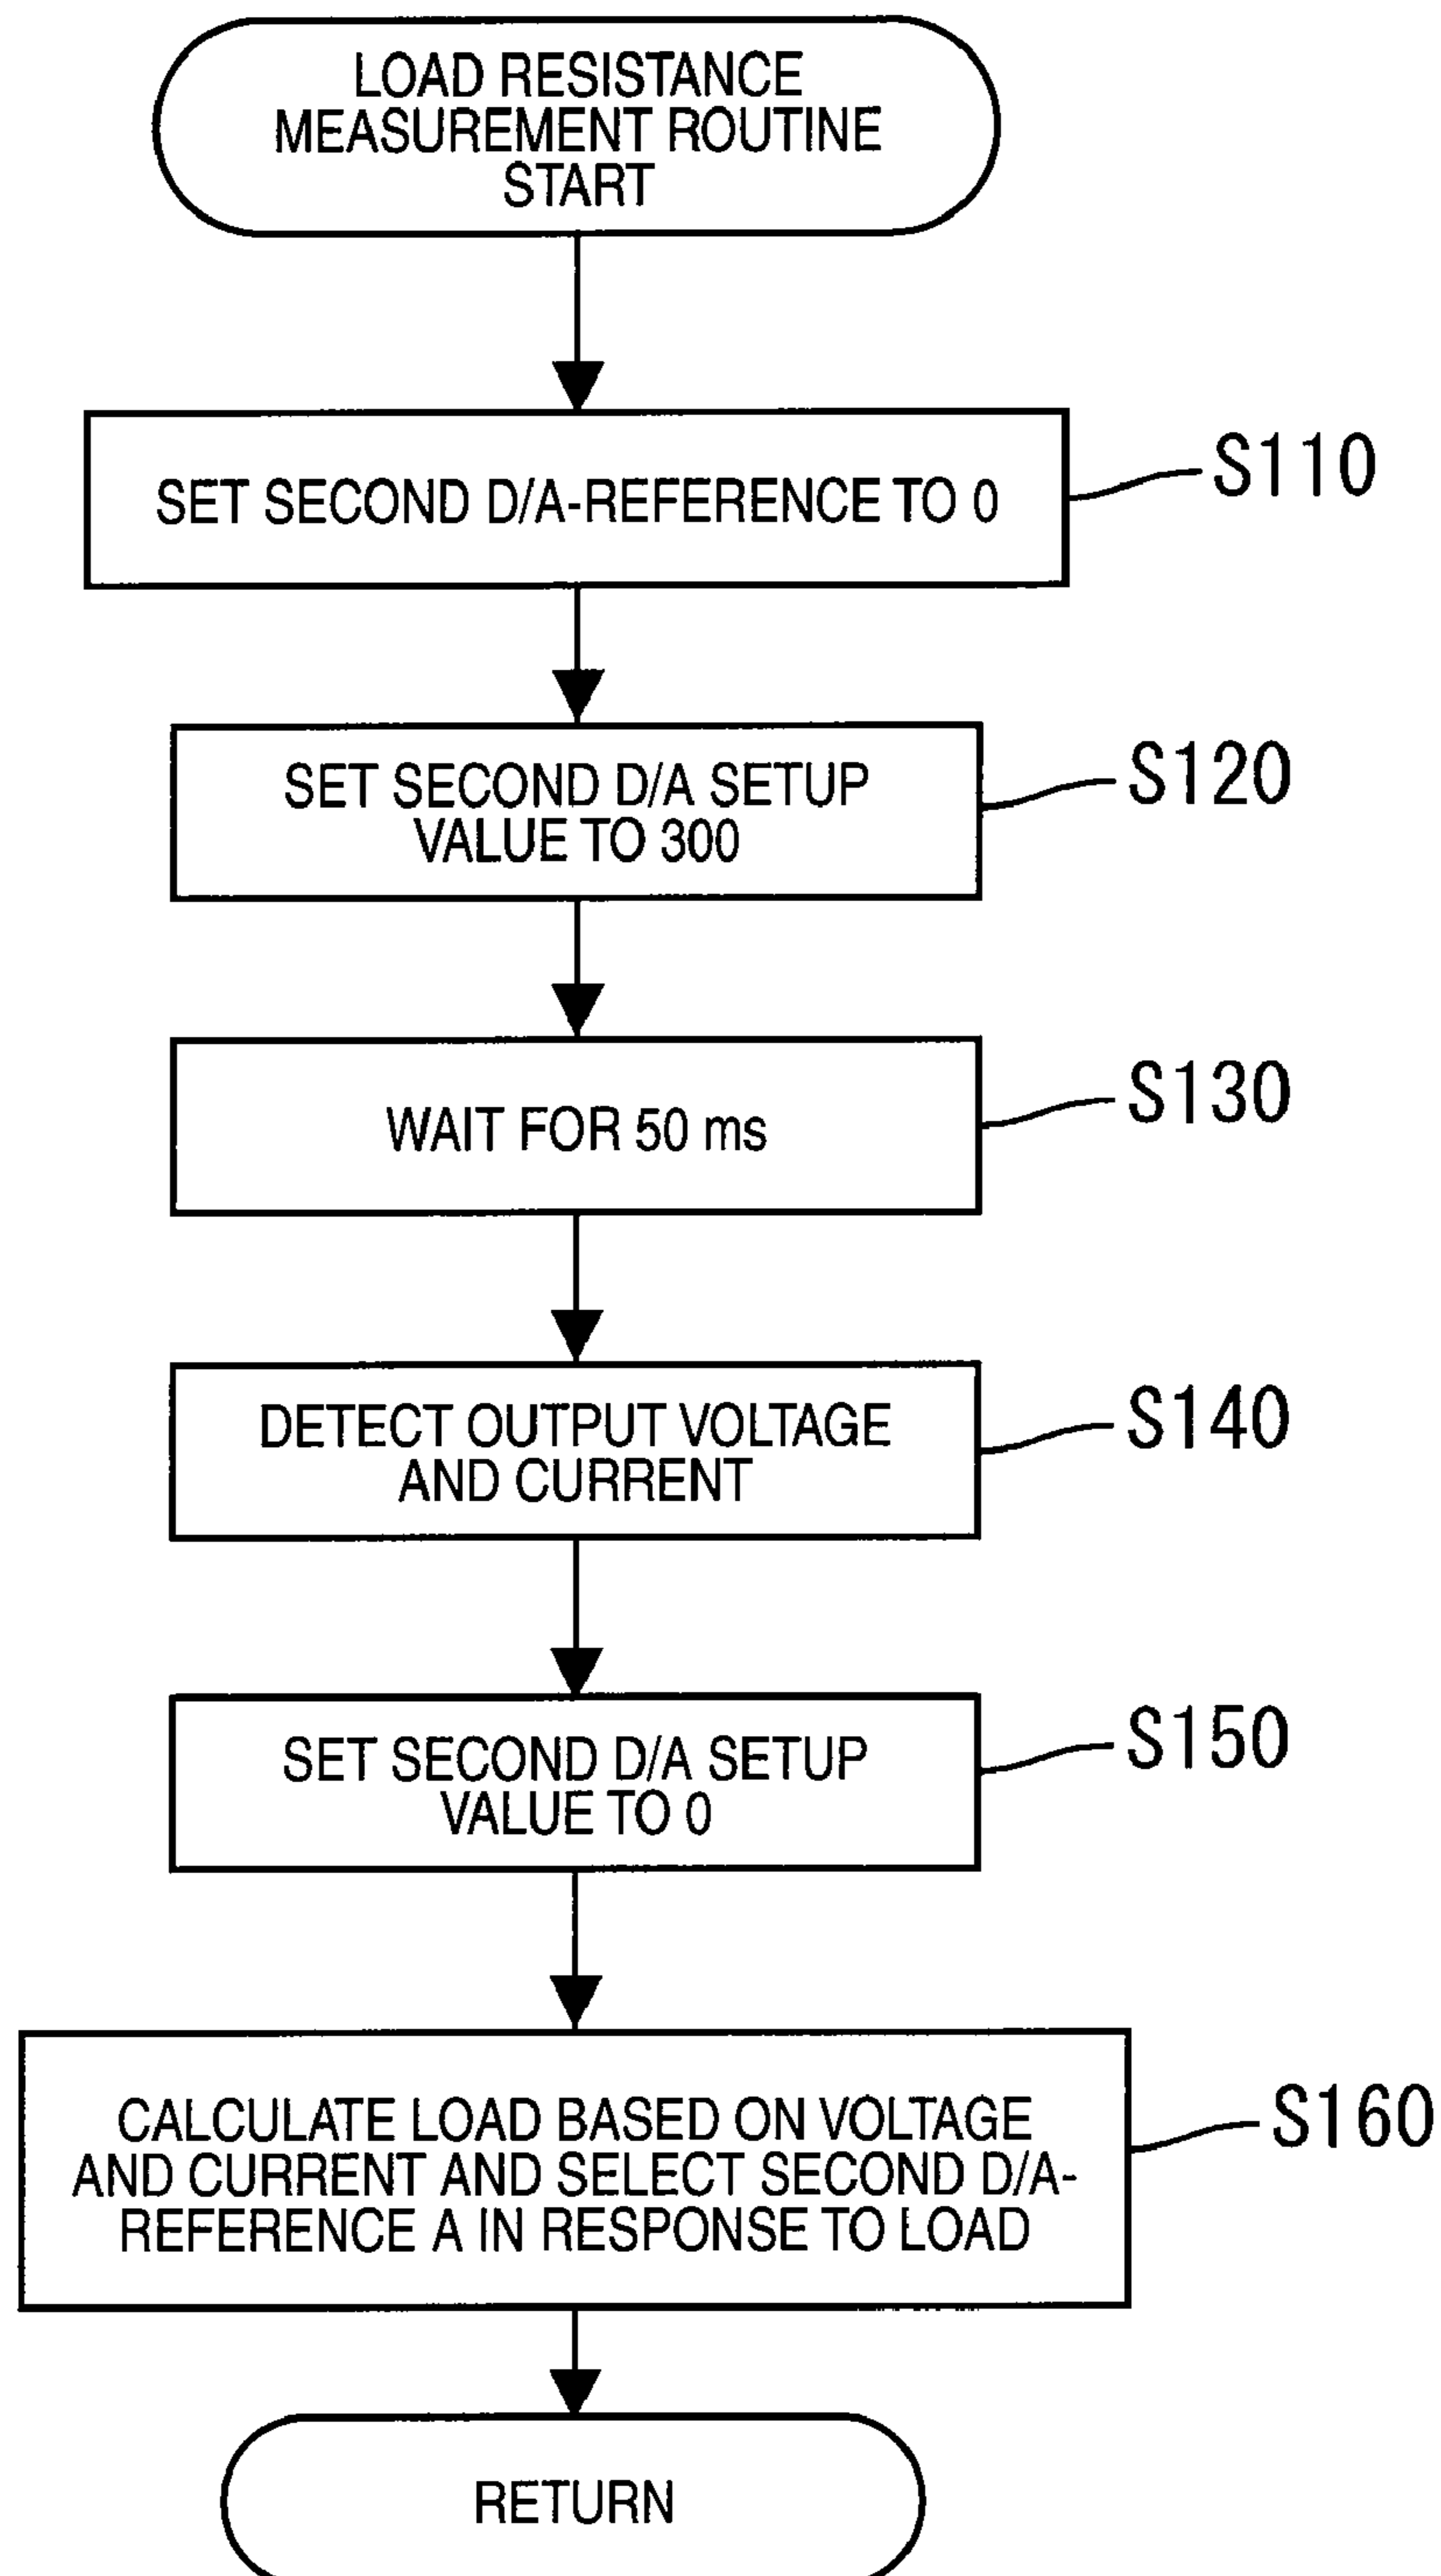 LOAD RESISTANCE
MEASUREMENT ROUTINE
START
SET SECOND D/A-REFERENCE TO 0
S110
SET SECOND D/A SETUP
VALUE TO 300
S120
WAIT FOR 50 ms
S130
DETECT OUTPUT VOLTAGE
AND CURRENT
S140
SET SECOND D/A SETUP
VALUE TO 0
S150
CALCULATE LOAD BASED ON VOLTAGE
AND CURRENT AND SELECT SECOND D/A-
REFERENCE A IN RESPONSE TO LOAD
S160
RETURN